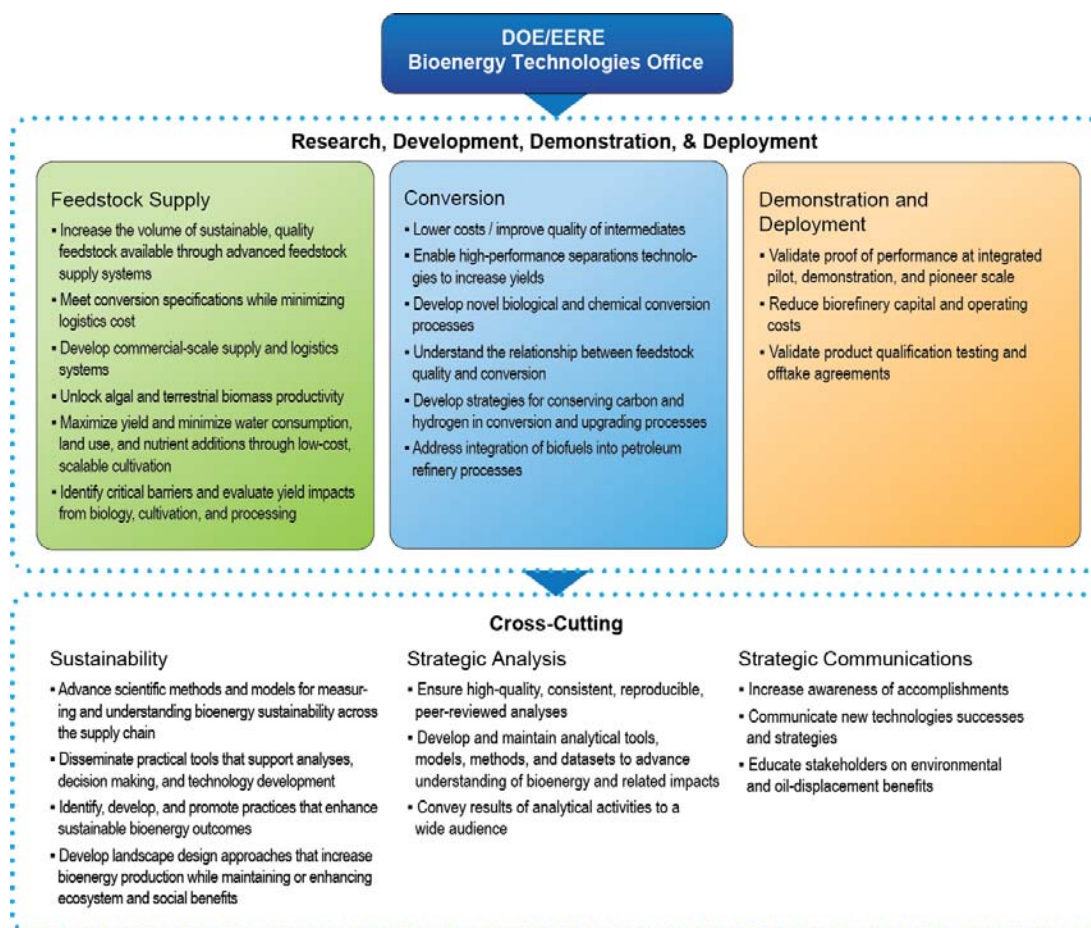 DOE/EERE
Bioenergy Technologies Office
Research, Development, Demonstration, & Deployment
Feedstock Supply
▪ Increase the volume of sustainable, quality
feedstock available through advanced feedstock
supply systems
▪ Meet conversion specifications while minimizing
logistics cost
▪ Develop commercial-scale supply and logistics
systems
▪ Unlock algal and terrestrial biomass productivity
▪ Maximize yield and minimize water consumption,
land use, and nutrient additions through low-cost,
scalable cultivation
▪ Identify critical barriers and evaluate yield impacts
from biology, cultivation, and processing
Conversion
▪ Lower costs / improve quality of intermediates
▪ Enable high-performance separations technolo-
gies to increase yields
▪ Develop novel biological and chemical conversion
processes
▪ Understand the relationship between feedstock
quality and conversion
▪ Develop strategies for conserving carbon and
hydrogen in conversion and upgrading processes
▪ Address integration of biofuels into petroleum
refinery processes
Demonstration and
Deployment
▪ Validate proof of performance at integrated
pilot, demonstration, and pioneer scale
▪ Reduce biorefinery capital and operating
costs
▪ Validate product qualification testing and
offtake agreements
Cross-Cutting
Sustainability
▪ Advance scientific methods and models for measur-
ing and understanding bioenergy sustainability across
the supply chain
▪ Disseminate practical tools that support analyses,
decision making, and technology development
▪ Identify, develop, and promote practices that enhance
sustainable bioenergy outcomes
▪ Develop landscape design approaches that increase
bioenergy production while maintaining or enhancing
ecosystem and social benefits
Strategic Analysis
▪ Ensure high-quality, consistent, reproducible,
peer-reviewed analyses
▪ Develop and maintain analytical tools,
models, methods, and datasets to advance
understanding of bioenergy and related impacts
▪ Convey results of analytical activities to a
wide audience
Strategic Communications
▪ Increase awareness of accomplishments
▪ Communicate new technologies successes
and strategies
▪ Educate stakeholders on environmental
and oil-displacement benefits